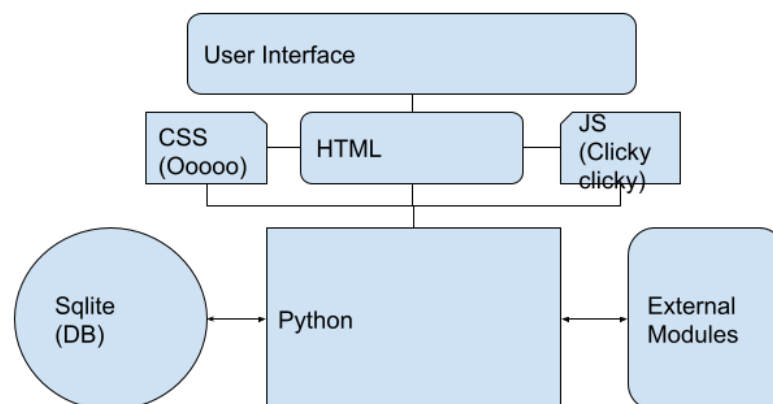 User Interface
CSS
(Ooooo)
HTML
JS
(Clicky
clicky)
Sqlite
(DB)
Python
External
Modules